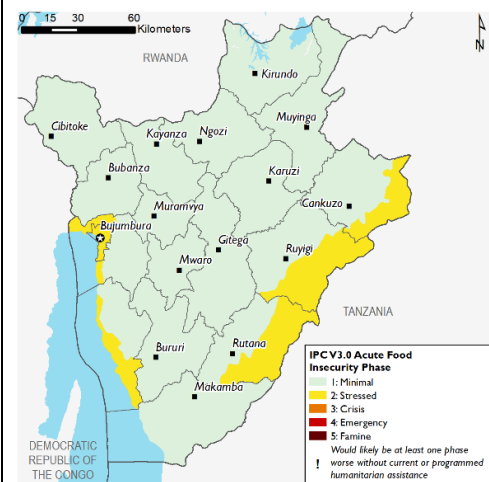 0 15 30 60
Kilometers
N
RWANDA
Kirundo
Cibitoke
Kayanza
Ngozi
Muyinga
Bubanza
Karuzi
Muramvya
Cankuzo
Bujumbura
Gitega
Ruyigi
Mwaro
TANZANIA
Bururi
Rutana
Makamba
DEMOCRATIC
REPUBLIC OF
THE CONGO
IPC V3.0 Acute Food
Insecurity Phase
1: Minimal
2: Stressed
3: Crisis
4: Emergency
5: Famine
! Would likely be at least one phase
worse without current or programmed
humanitarian assistance